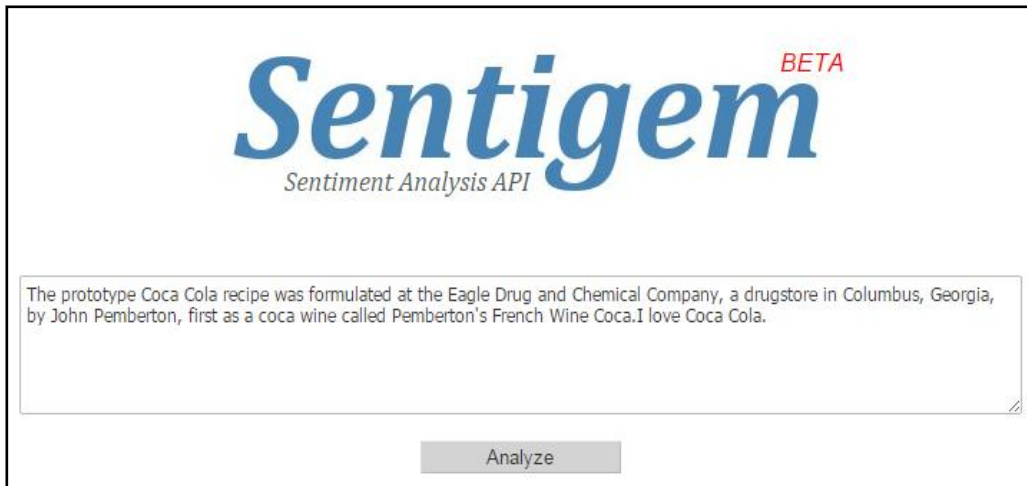 BETA
Sentigem
Sentiment Analysis API
The prototype Coca Cola recipe was formulated at the Eagle Drug and Chemical Company, a drugstore in Columbus, Georgia,
by John Pemberton, first as a coca wine called Pemberton's French Wine Coca.I love Coca Cola.
Analyze